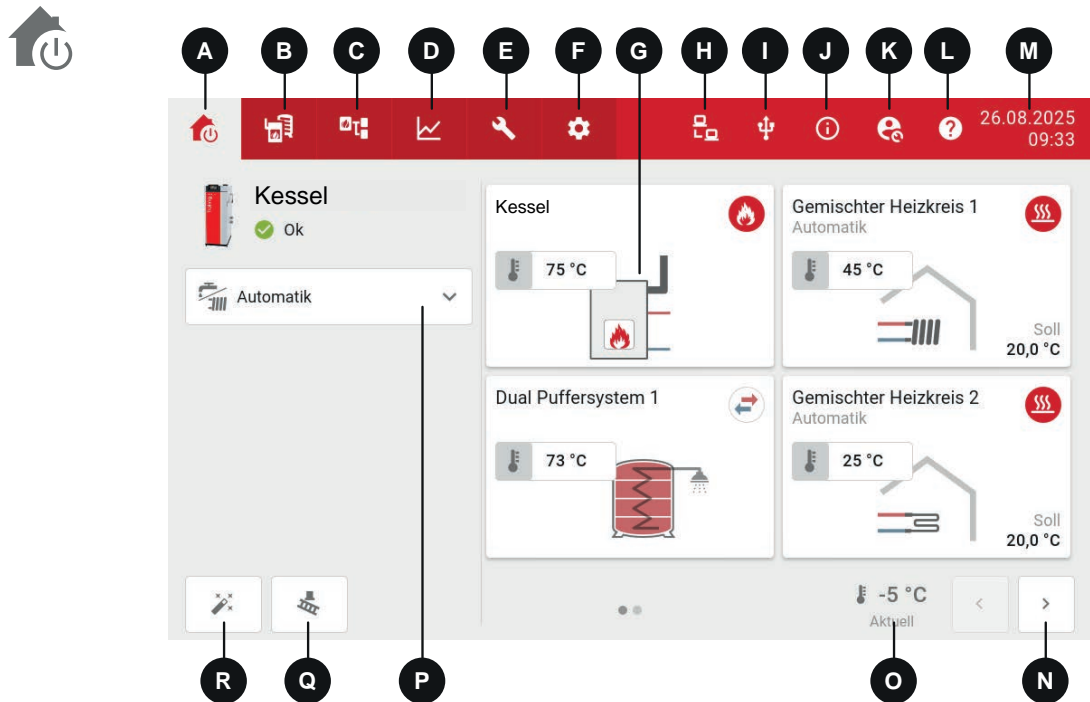 A B C D E F G H I J K L M
26.08.2025
09:33
Kessel
Ok
Automatik
Kessel
75 °C
Gemischter Heizkreis 1
Automatik
45 °C
Soll
20,0 °C
Dual Puffersystem 1
73 °C
Gemischter Heizkreis 2
Automatik
25 °C
Soll
20,0 °C
-5 °C
Aktuell
R Q P O N